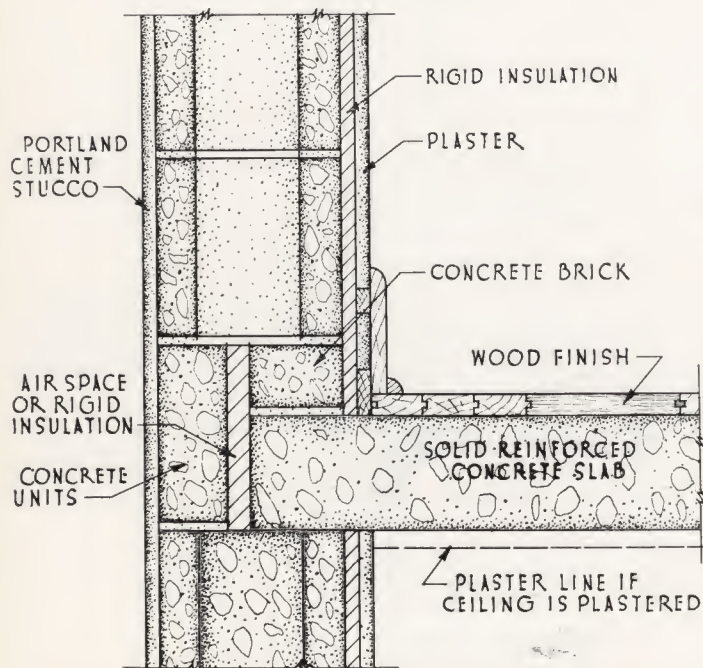 RIGID INSULATION
PORTLAND
CEMENT
STUCCO
PLASTER
CONCRETE BRICK
WOOD FINISH
AIR SPACE
OR RIGID
INSULATION
SOLID REINFORCED
CONCRETE SLAB
CONCRETE
UNITS
PLASTER LINE IF
CEILING IS PLASTERED